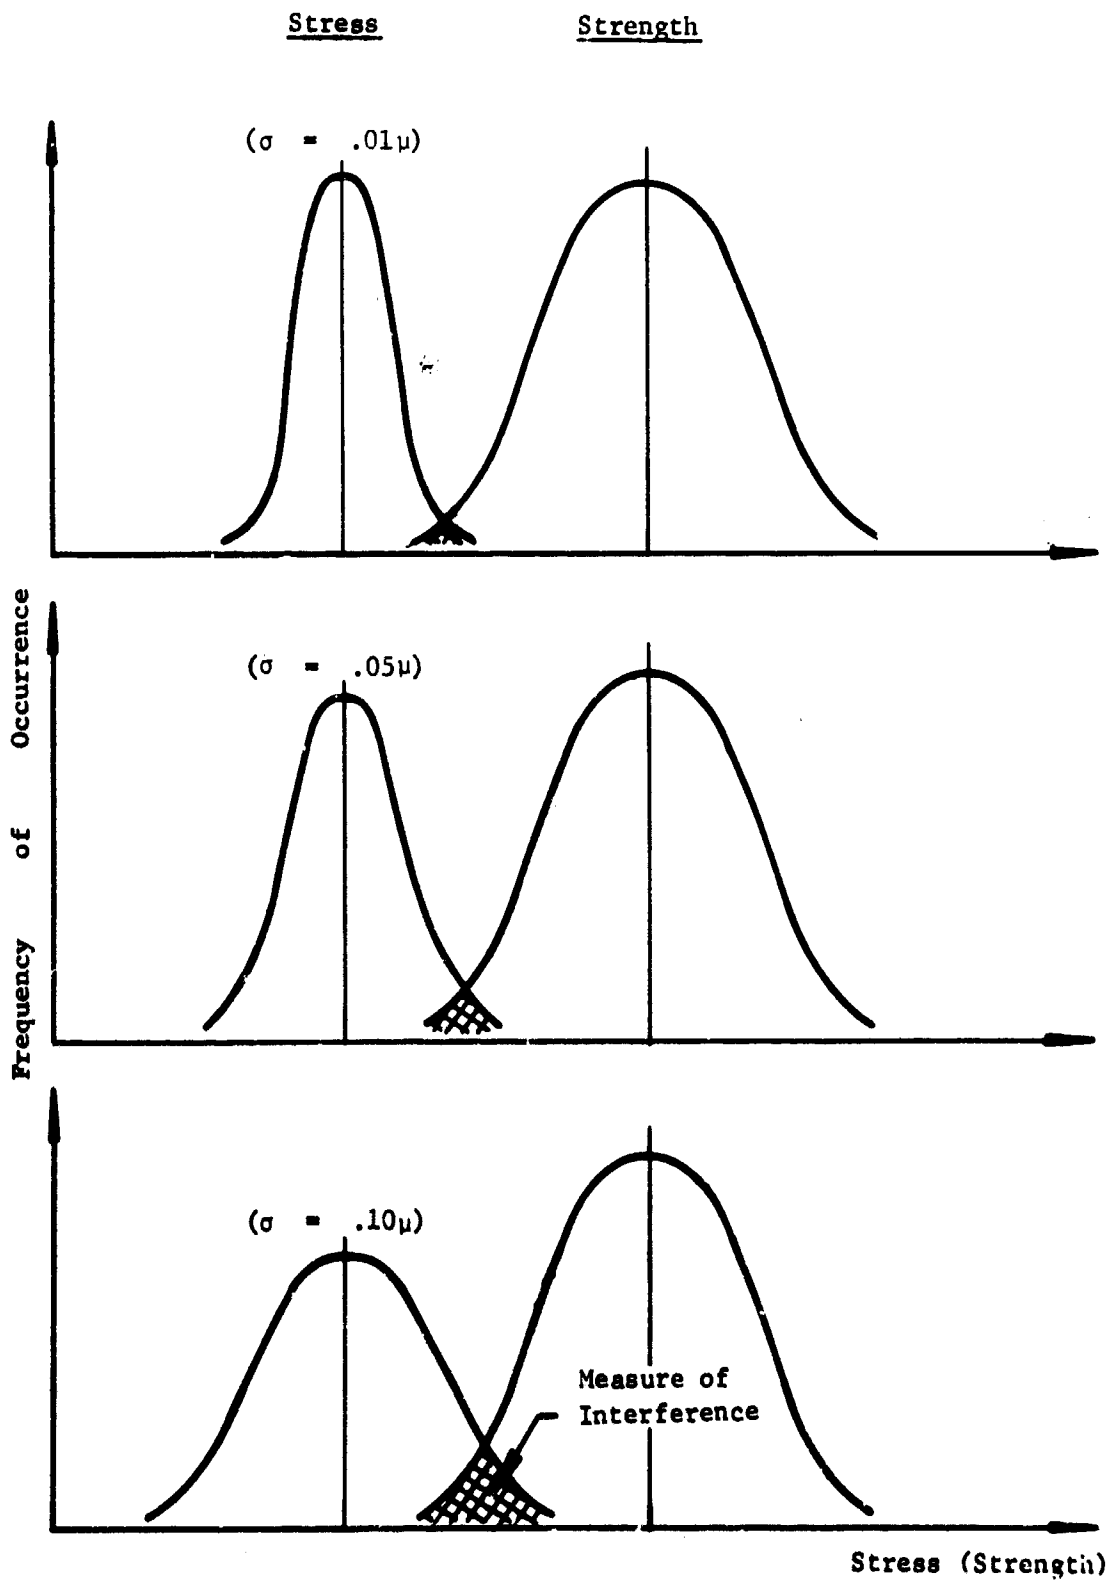 Stress Strength
(σ = .01μ)
(σ = .05μ)
Frequency of Occurrence
(σ = .10μ)
Measure of
Interference
Stress (Strength)